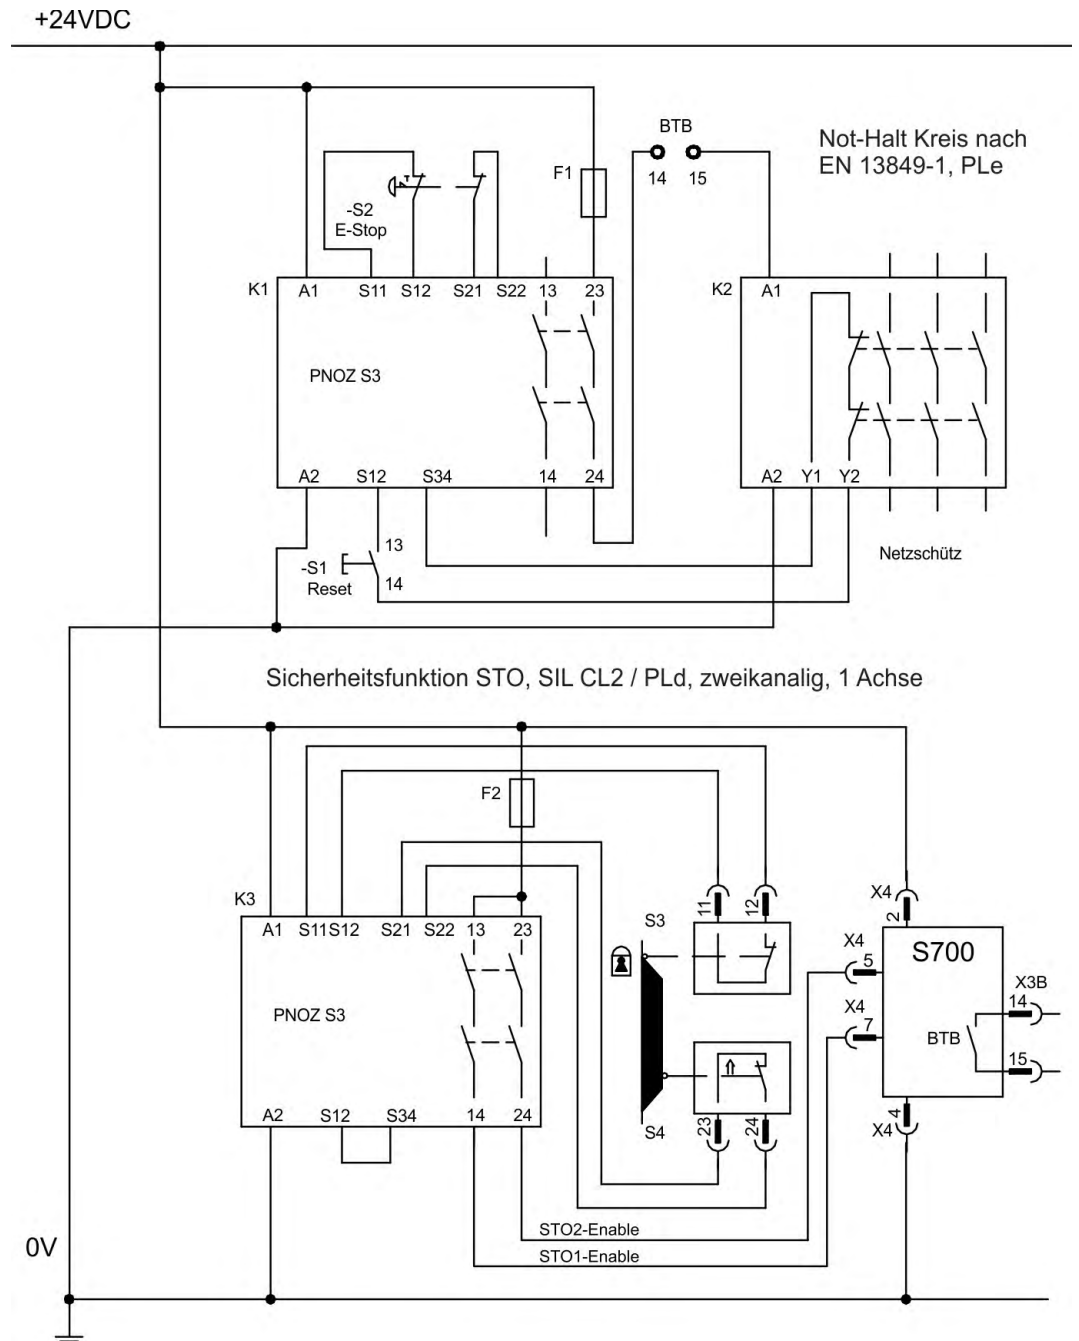 +24VDC
BTB
Not-Halt Kreis nach
EN 13849-1, PLe
F1
14 15
-S2
E-Stop
K1 A1 S11 S12 S21 S22 13 23
K2 A1
PNOZ S3
A2 S12 S34 14 24
A2 Y1 Y2
13
-S1
Reset
14
Netzschütz
Sicherheitsfunktion STO, SIL CL2 / PLd, zweikanalig, 1 Achse
F2
K3
A1 S11 S12 S21 S22 13 23
11 12
S3
X4
2
S700
X4
5
X3B
14
X4
7
BTB
15
PNOZ S3
A2 S12 S34 14 24
S4
23 24
4
X4
STO2-Enable
STO1-Enable
0V